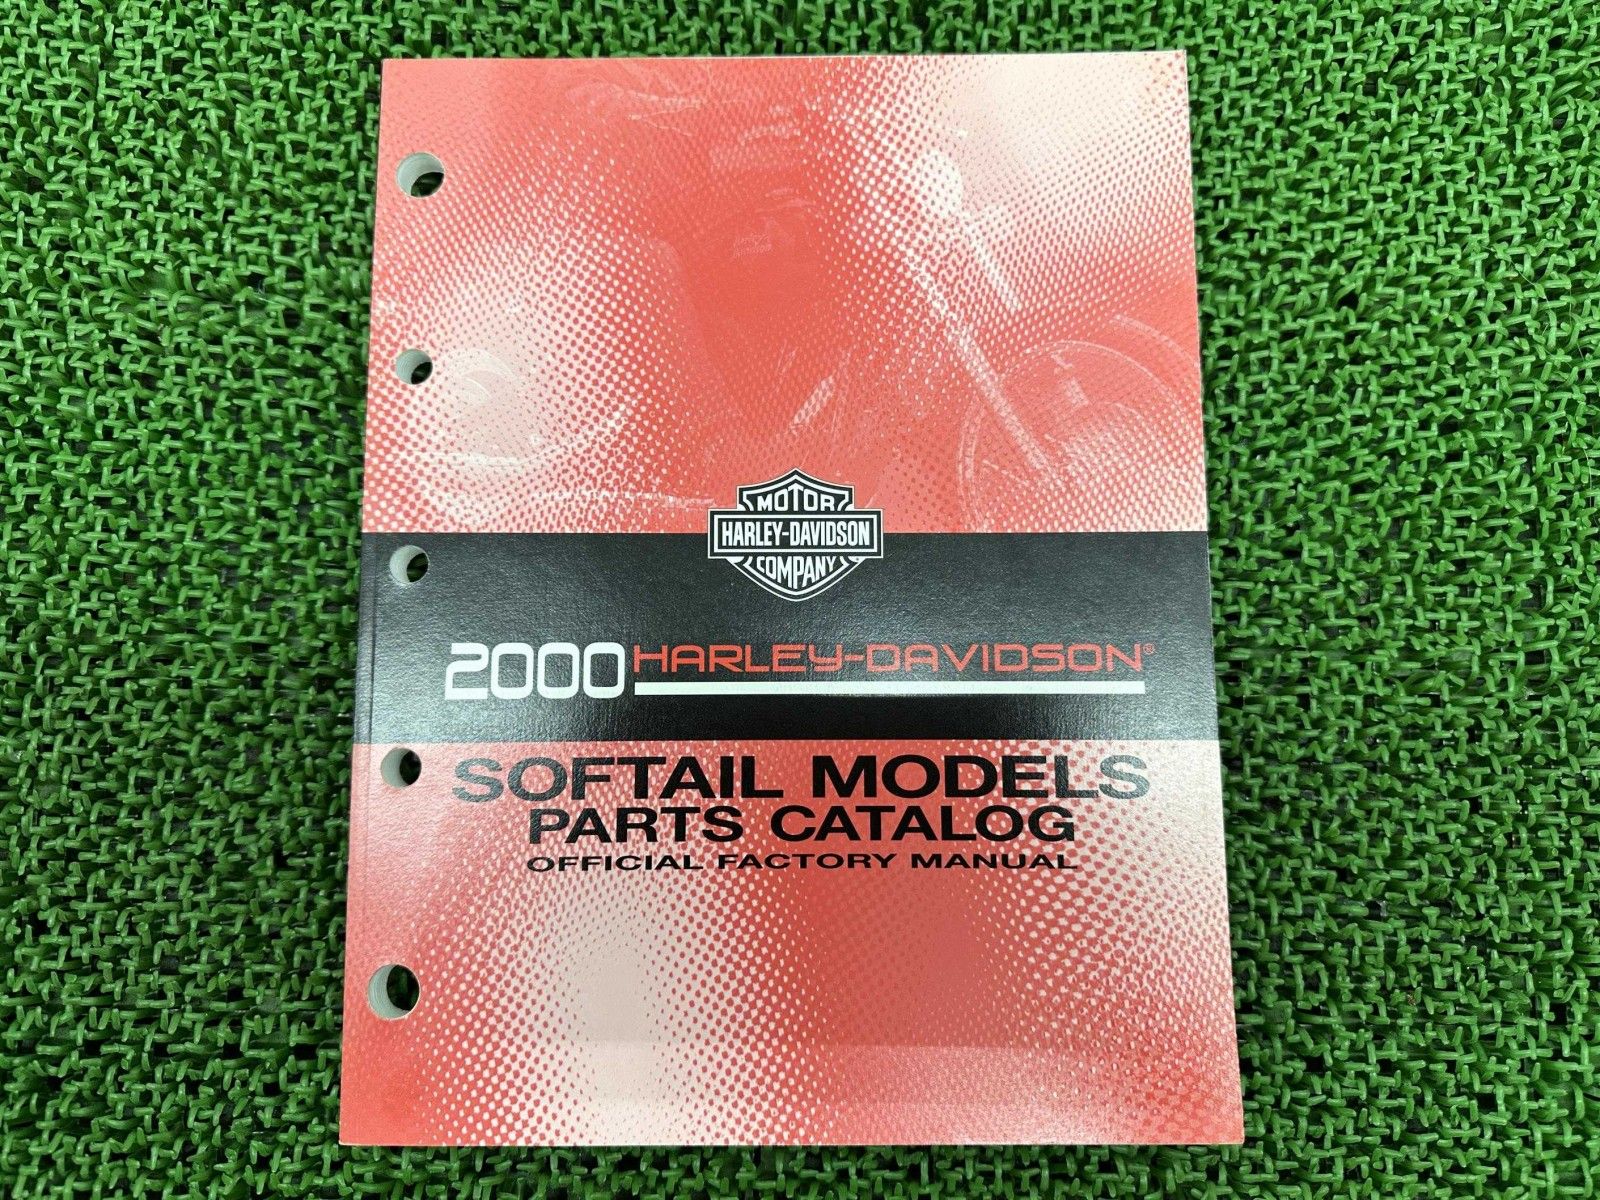 MOTOR
HARLEY-DAVIDSON
COMPANY
2000 HARLEY-DAVIDSON®
SOFTAIL MODELS
PARTS CATALOG
OFFICIAL FACTORY MANUAL